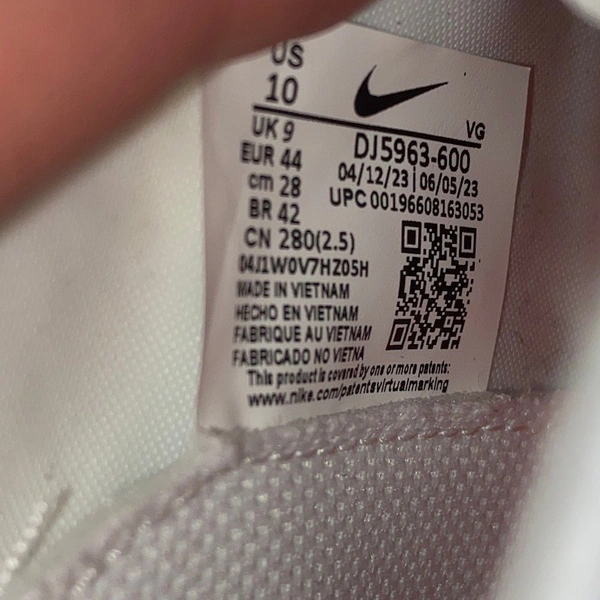 US
10
VG
UK 9
DJ5963-600
EUR 44
04/12/23 | 06/05/23
cm 28
UPC 00196608163053
BR 42
CN 280(2.5)
04J1W0V7HZ05H
MADE IN VIETNAM
HECHO EN VIETNAM
FABRIQUE AU VIETNAM
FABRICADO NO VIETNA
This product is covered by one or more patents:
www.nike.com/patentsvirtualmarking